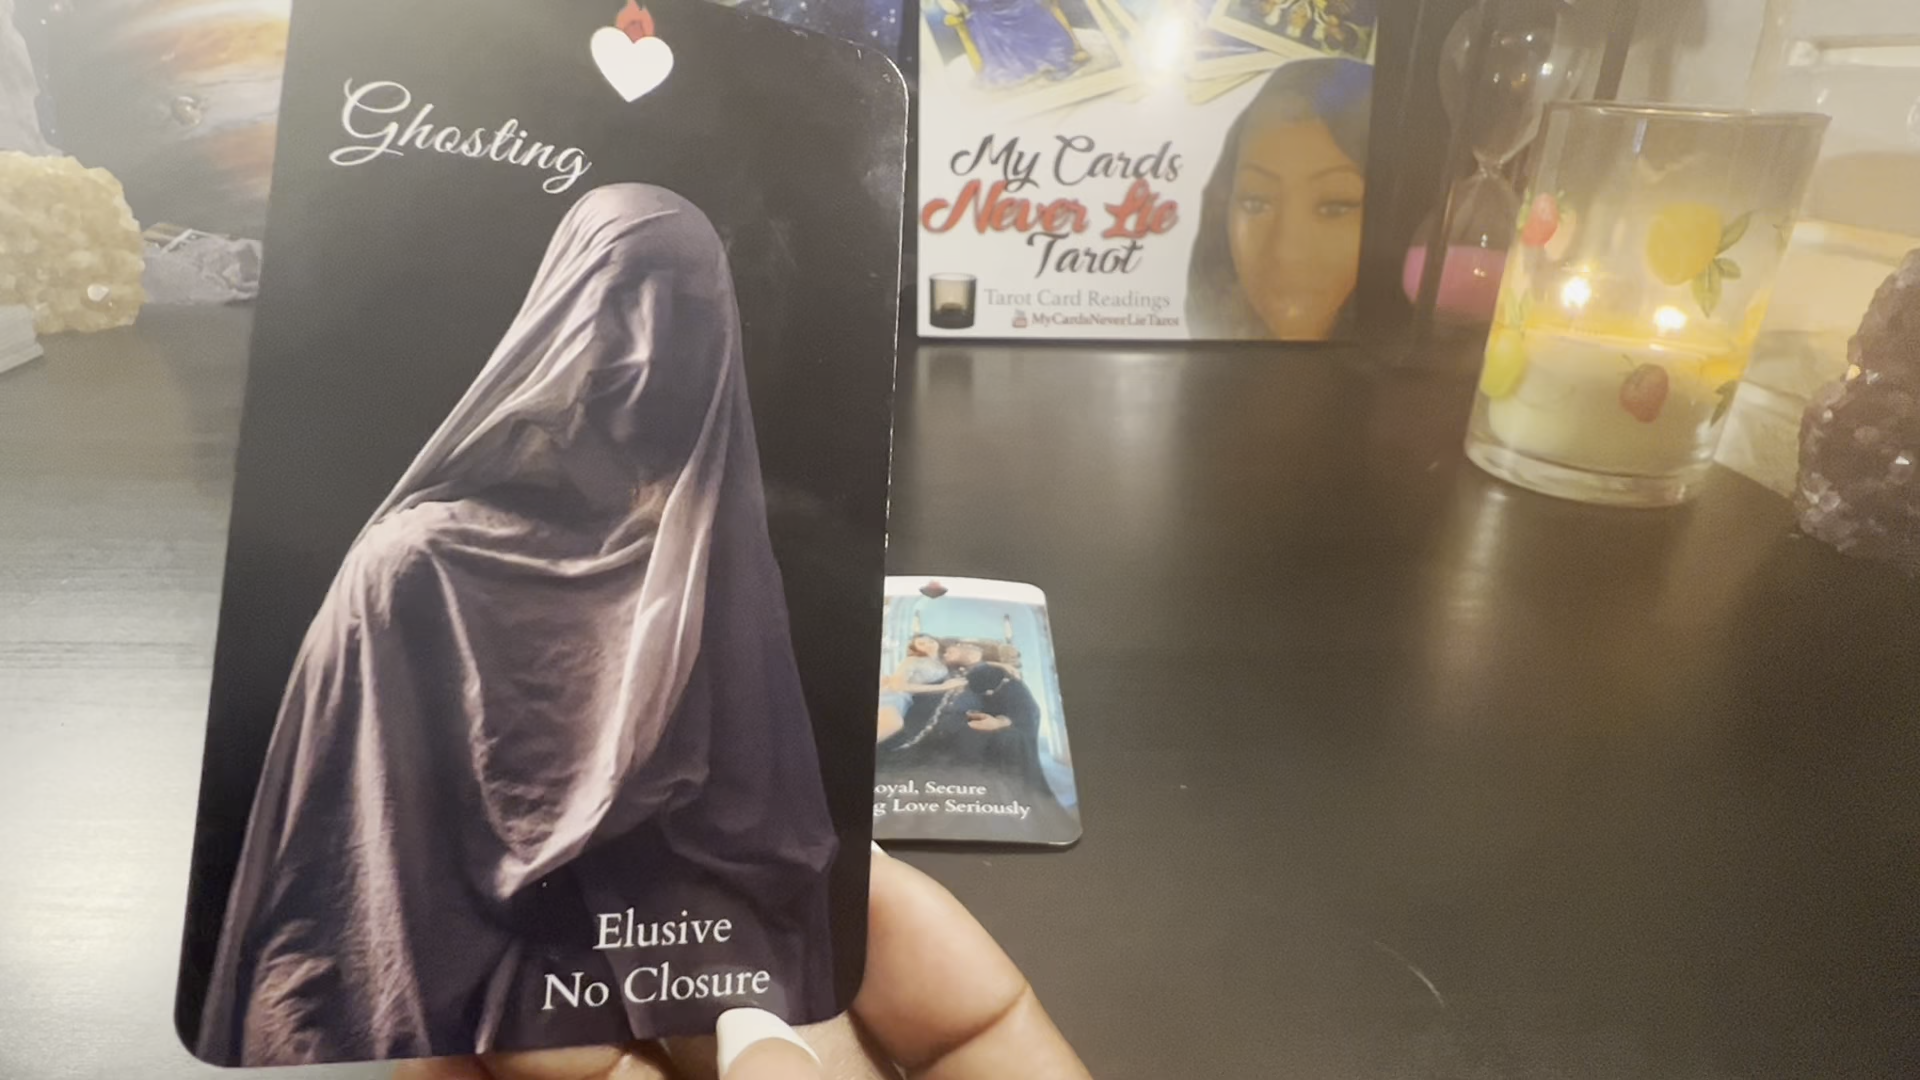 Ghosting
Elusive
No Closure
My Cards
Never Lie
Tarot
Tarot Card Readings
MyCardsNeverLieTarot
oyal, Secure
g Love Seriously